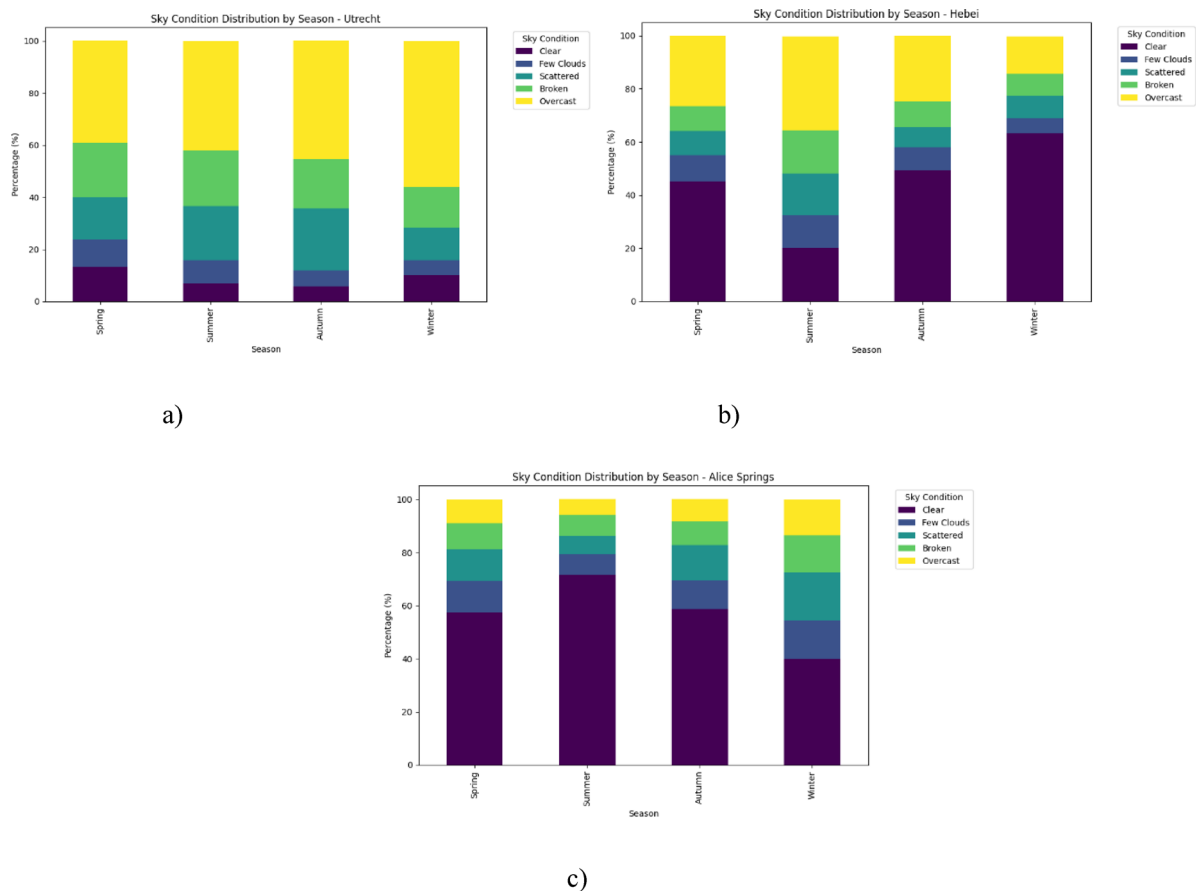 Sky Condition Distribution by Season - Utrecht
Percentage (%)
100
80
60
40
20
0
Spring
Summer
Autumn
Winter
Season
Sky Condition
Clear
Few Clouds
Scattered
Broken
Overcast
a)
Sky Condition Distribution by Season - Hebei
Percentage (%)
100
80
60
40
20
0
Spring
Summer
Autumn
Winter
Season
Sky Condition
Clear
Few Clouds
Scattered
Broken
Overcast
b)
Sky Condition Distribution by Season - Alice Springs
Percentage (%)
100
80
60
40
20
0
Spring
Summer
Autumn
Winter
Season
Sky Condition
Clear
Few Clouds
Scattered
Broken
Overcast
c)